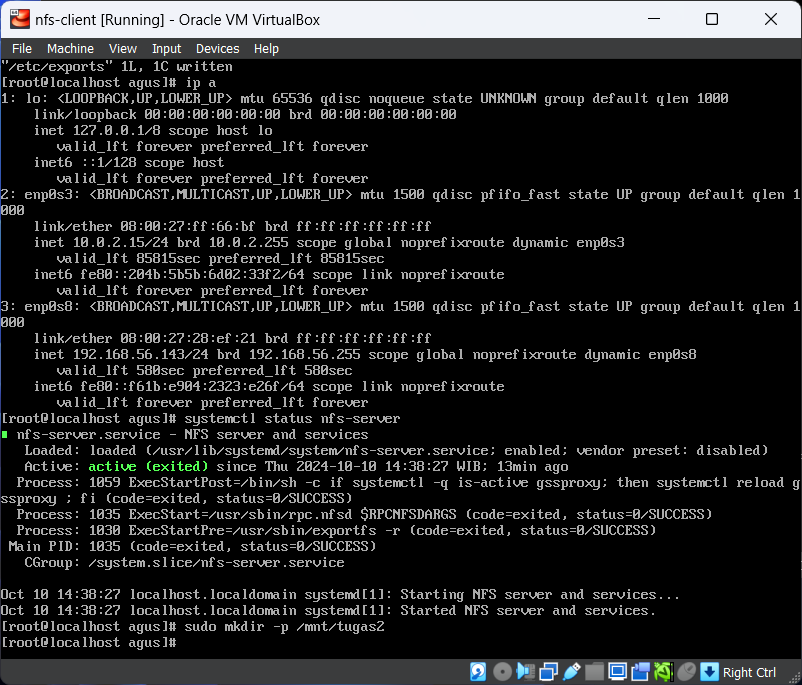 nfs-client [Running] - Oracle VM VirtualBox
File Machine View Input Devices Help
"/etc/exports" 1L, 1C written
[root@localhost agus]# ip a
1: lo: <LOOPBACK,UP,LOWER_UP> mtu 65536 qdisc noqueue state UNKNOWN group default qlen 1000
    link/loopback 00:00:00:00:00:00 brd 00:00:00:00:00:00
    inet 127.0.0.1/8 scope host lo
       valid_lft forever preferred_lft forever
    inet6 ::1/128 scope host
       valid_lft forever preferred_lft forever
2: enp0s3: <BROADCAST,MULTICAST,UP,LOWER_UP> mtu 1500 qdisc pfifo_fast state UP group default qlen 1
000
    link/ether 08:00:27:ff:66:bf brd ff:ff:ff:ff:ff:ff
    inet 10.0.2.15/24 brd 10.0.2.255 scope global noprefixroute dynamic enp0s3
       valid_lft 85815sec preferred_lft 85815sec
    inet6 fe80::204b:5b5b:6d02:33f2/64 scope link noprefixroute
       valid_lft forever preferred_lft forever
3: enp0s8: <BROADCAST,MULTICAST,UP,LOWER_UP> mtu 1500 qdisc pfifo_fast state UP group default qlen 1
000
    link/ether 08:00:27:28:ef:21 brd ff:ff:ff:ff:ff:ff
    inet 192.168.56.143/24 brd 192.168.56.255 scope global noprefixroute dynamic enp0s8
       valid_lft 580sec preferred_lft 580sec
    inet6 fe80::f61b:e904:2323:e26f/64 scope link noprefixroute
       valid_lft forever preferred_lft forever
[root@localhost agus]# systemctl status nfs-server
nfs-server.service - NFS server and services
   Loaded: loaded (/usr/lib/systemd/system/nfs-server.service; enabled; vendor preset: disabled)
   Active: active (exited) since Thu 2024-10-10 14:38:27 WIB; 13min ago
  Process: 1059 ExecStartPost=/bin/sh -c if systemctl -q is-active gssproxy; then systemctl reload g
ssproxy ; fi (code=exited, status=0/SUCCESS)
  Process: 1035 ExecStart=/usr/sbin/rpc.nfsd $RPCNFSDARGS (code=exited, status=0/SUCCESS)
  Process: 1030 ExecStartPre=/usr/sbin/exportfs -r (code=exited, status=0/SUCCESS)
 Main PID: 1035 (code=exited, status=0/SUCCESS)
   CGroup: /system.slice/nfs-server.service
Oct 10 14:38:27 localhost.localdomain systemd[1]: Starting NFS server and services...
Oct 10 14:38:27 localhost.localdomain systemd[1]: Started NFS server and services.
[root@localhost agus]# sudo mkdir -p /mnt/tugas2
[root@localhost agus]#
Right Ctrl